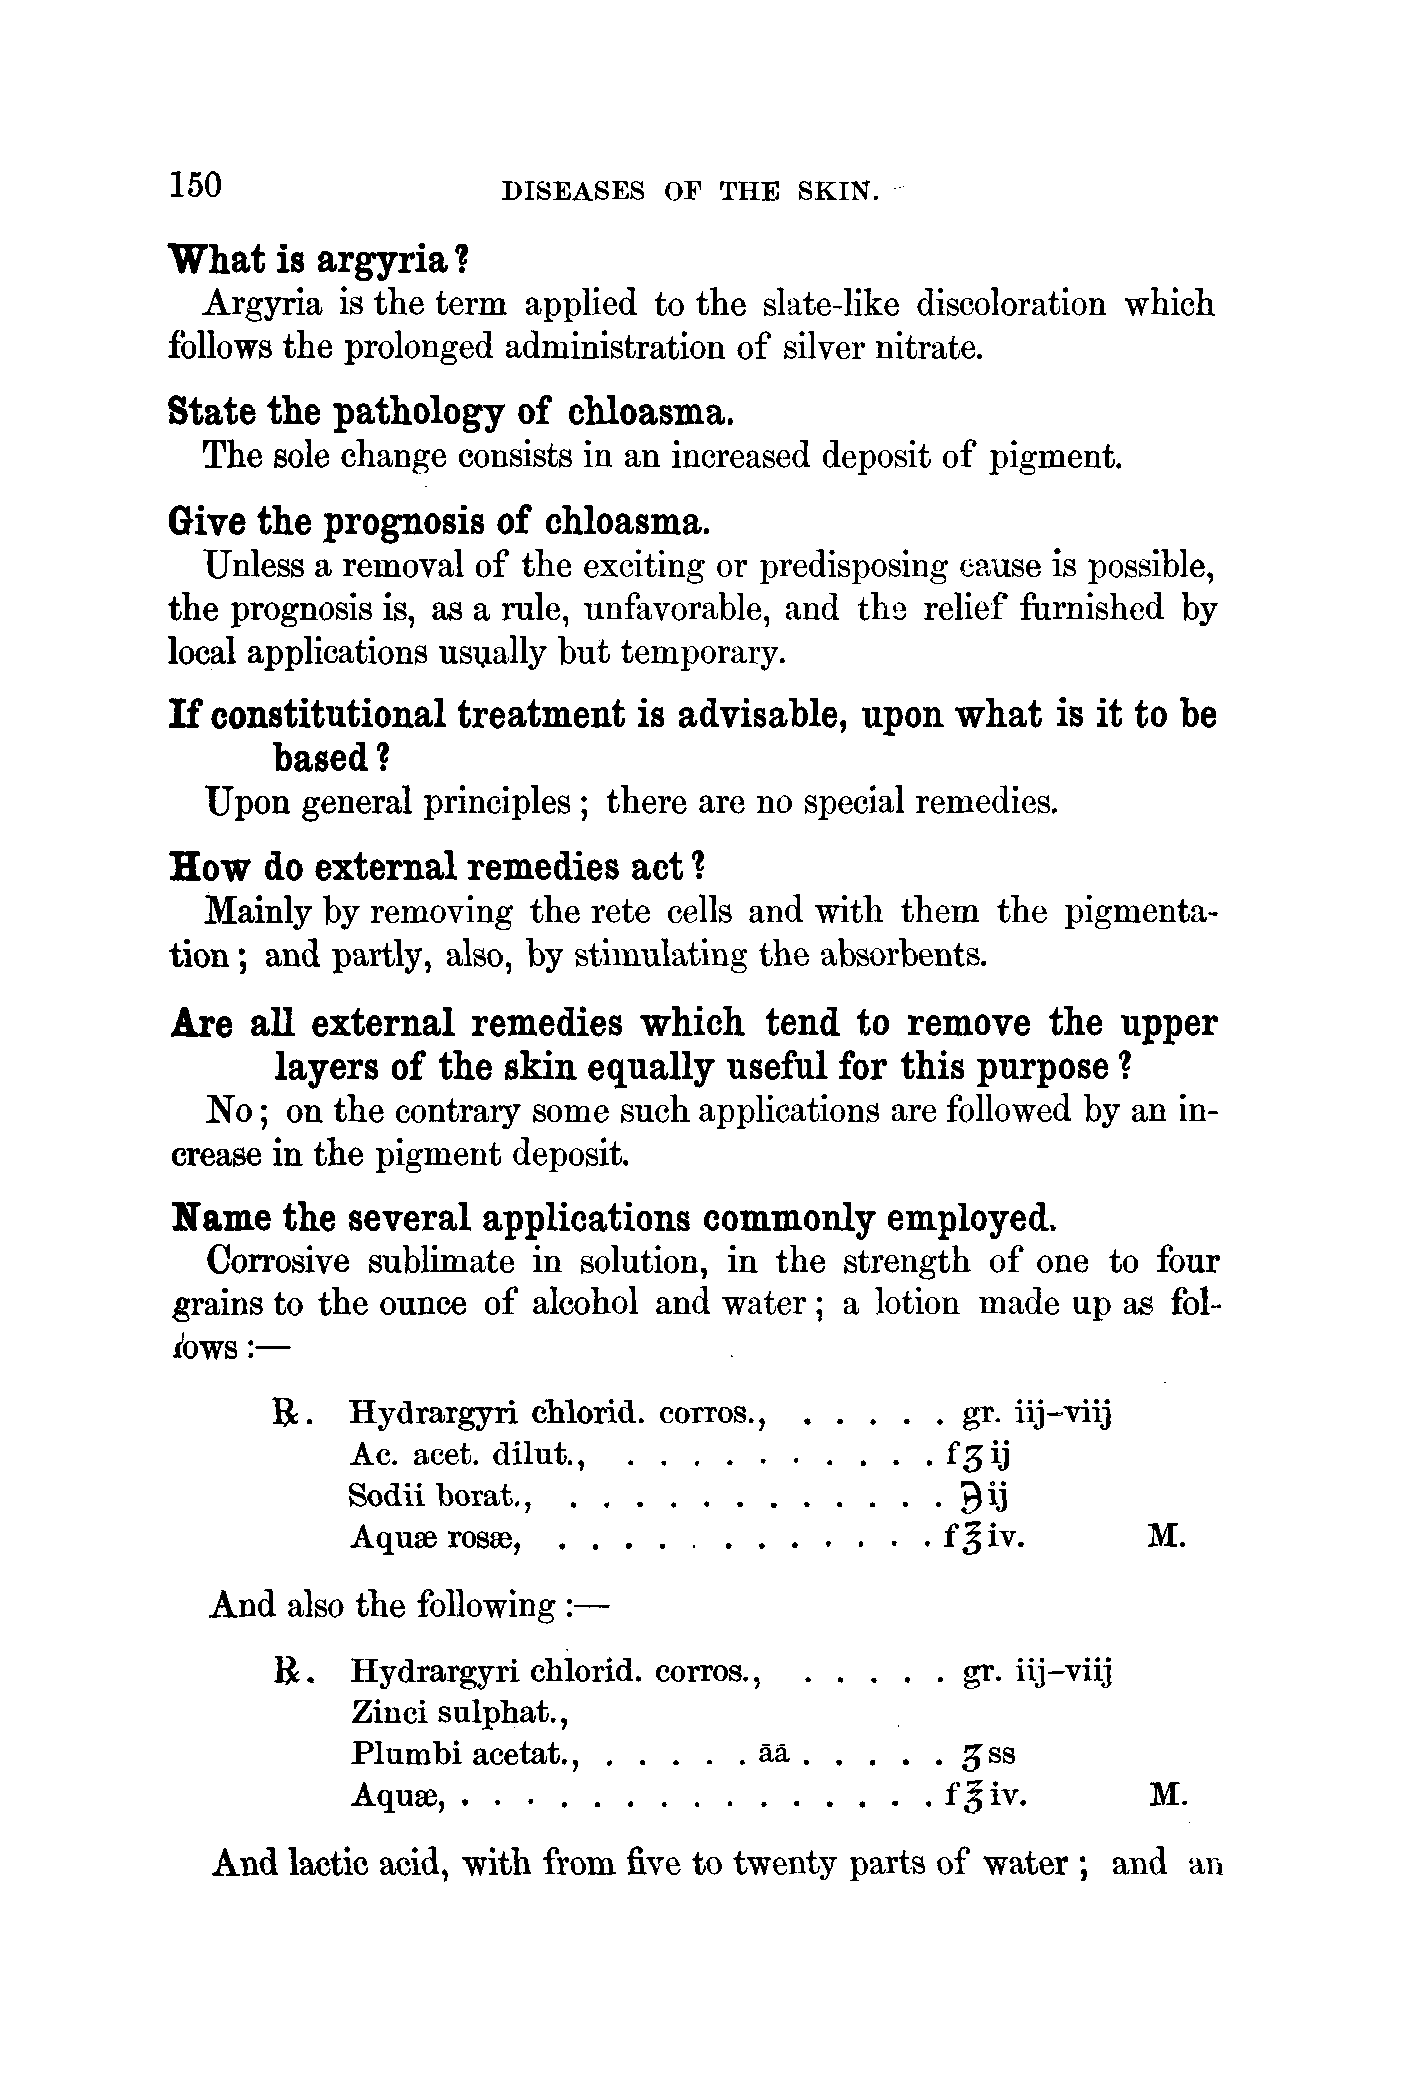 150 DISEASES OF THE SKIN.
What is argyria?
Argyria is the term applied to the slate-like discoloration which
follows the prolonged administration of silver nitrate.
State the pathology of chloasma.
The sole change consists in an increased deposit of pigment.
Give the prognosis of chloasma.
Unless a removal of the exciting or predisposing cause is possible,
the prognosis is, as a rule, unfavorable, and the relief furnished by
local applications usually but temporary.
If constitutional treatment is advisable, upon what is it to be
based?
Upon general principles; there are no special remedies.
How do external remedies act?
Mainly by removing the rete cells and with them the pigmenta-
tion; and partly, also, by stimulating the absorbents.
Are all external remedies which tend to remove the upper
layers of the skin equally useful for this purpose?
No; on the contrary some such applications are followed by an in-
crease in the pigment deposit.
Name the several applications commonly employed.
Corrosive sublimate in solution, in the strength of one to four
grains to the ounce of alcohol and water; a lotion made up as fol-
lows:—
℞. Hydrargyri chlorid. corros., . . . . . gr. iij–viij
Ac. acet. dilut., . . . . . . . . . . fʒij
Sodii borat., . . . . . . . . . . . . ℈ij
Aquæ rosæ, . . . . . . . . . . . . f℥iv. M.
And also the following:—
℞. Hydrargyri chlorid. corros., . . . . . gr. iij–viij
Zinci sulphat.,
Plumbi acetat., . . . . . āā . . . . . ʒss
Aquæ, . . . . . . . . . . . . . . . f℥iv. M.
And lactic acid, with from five to twenty parts of water; and an